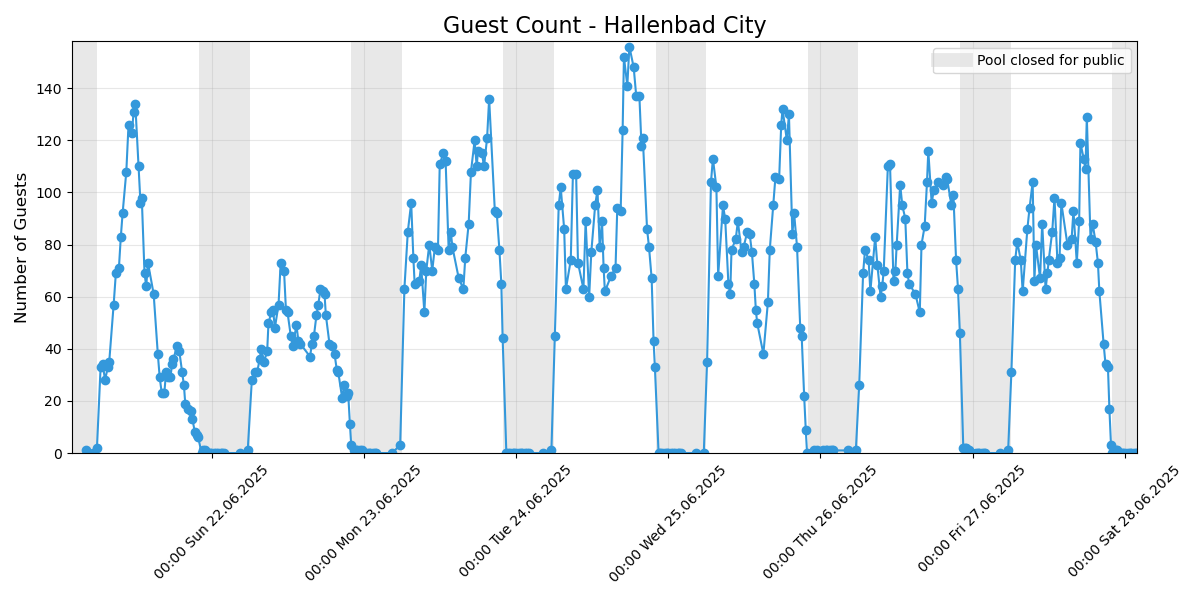 Guest Count - Hallenbad City
Pool closed for public
Number of Guests
140
120
100
80
60
40
20
0
00:00 Sun 22.06.2025
00:00 Mon 23.06.2025
00:00 Tue 24.06.2025
00:00 Wed 25.06.2025
00:00 Thu 26.06.2025
00:00 Fri 27.06.2025
00:00 Sat 28.06.2025